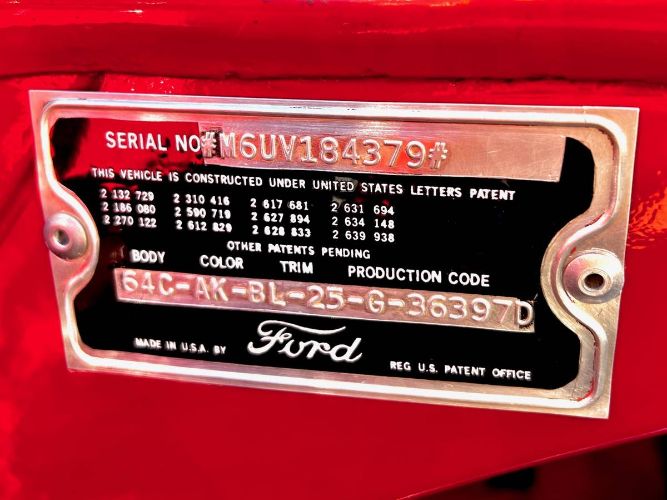 SERIAL NO #M6UV184379#
THIS VEHICLE IS CONSTRUCTED UNDER UNITED STATES LETTERS PATENT
2 132 729 2 310 416 2 617 681 2 631 694
2 186 080 2 590 719 2 627 894 2 634 148
2 270 122 2 612 829 2 628 833 2 639 938
OTHER PATENTS PENDING
BODY COLOR TRIM PRODUCTION CODE
64C-AK-BL-25-G-36397D
MADE IN U.S.A. BY Ford REG U.S. PATENT OFFICE